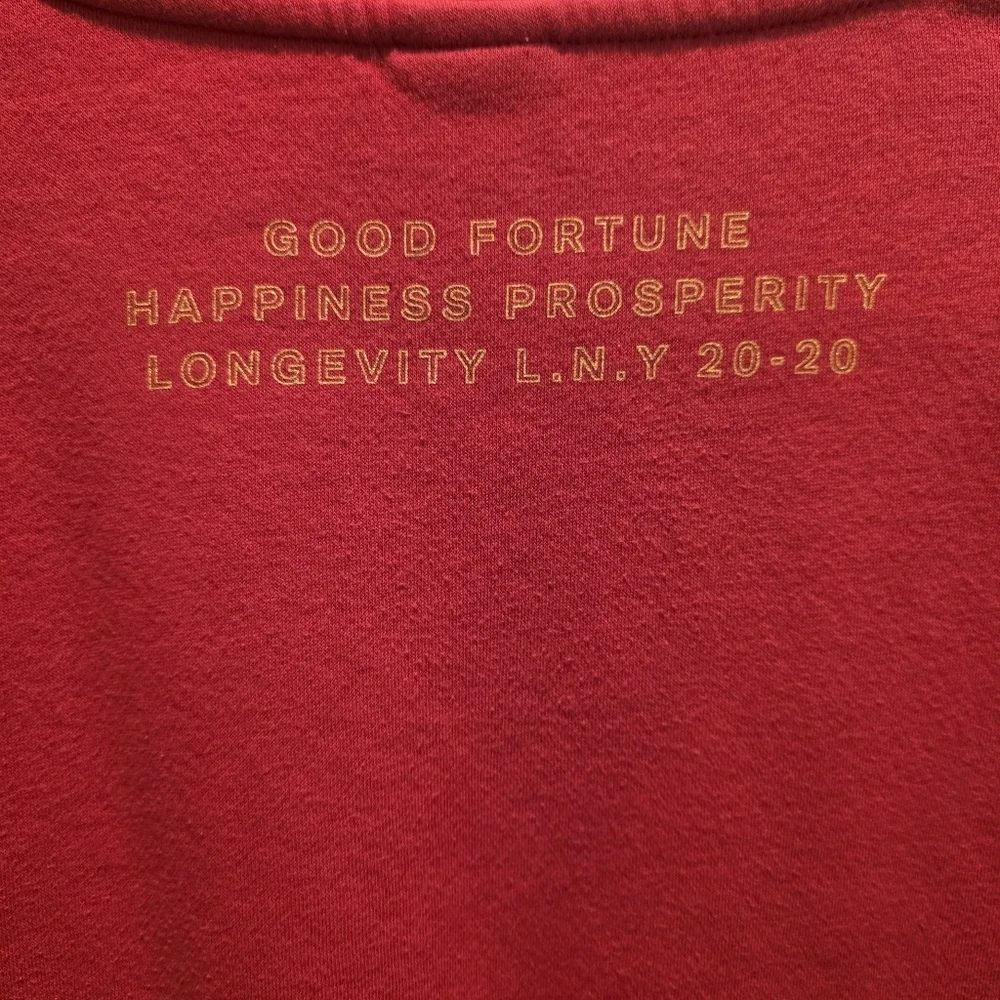 GOOD FORTUNE
HAPPINESS PROSPERITY
LONGEVITY L.N.Y 20-20